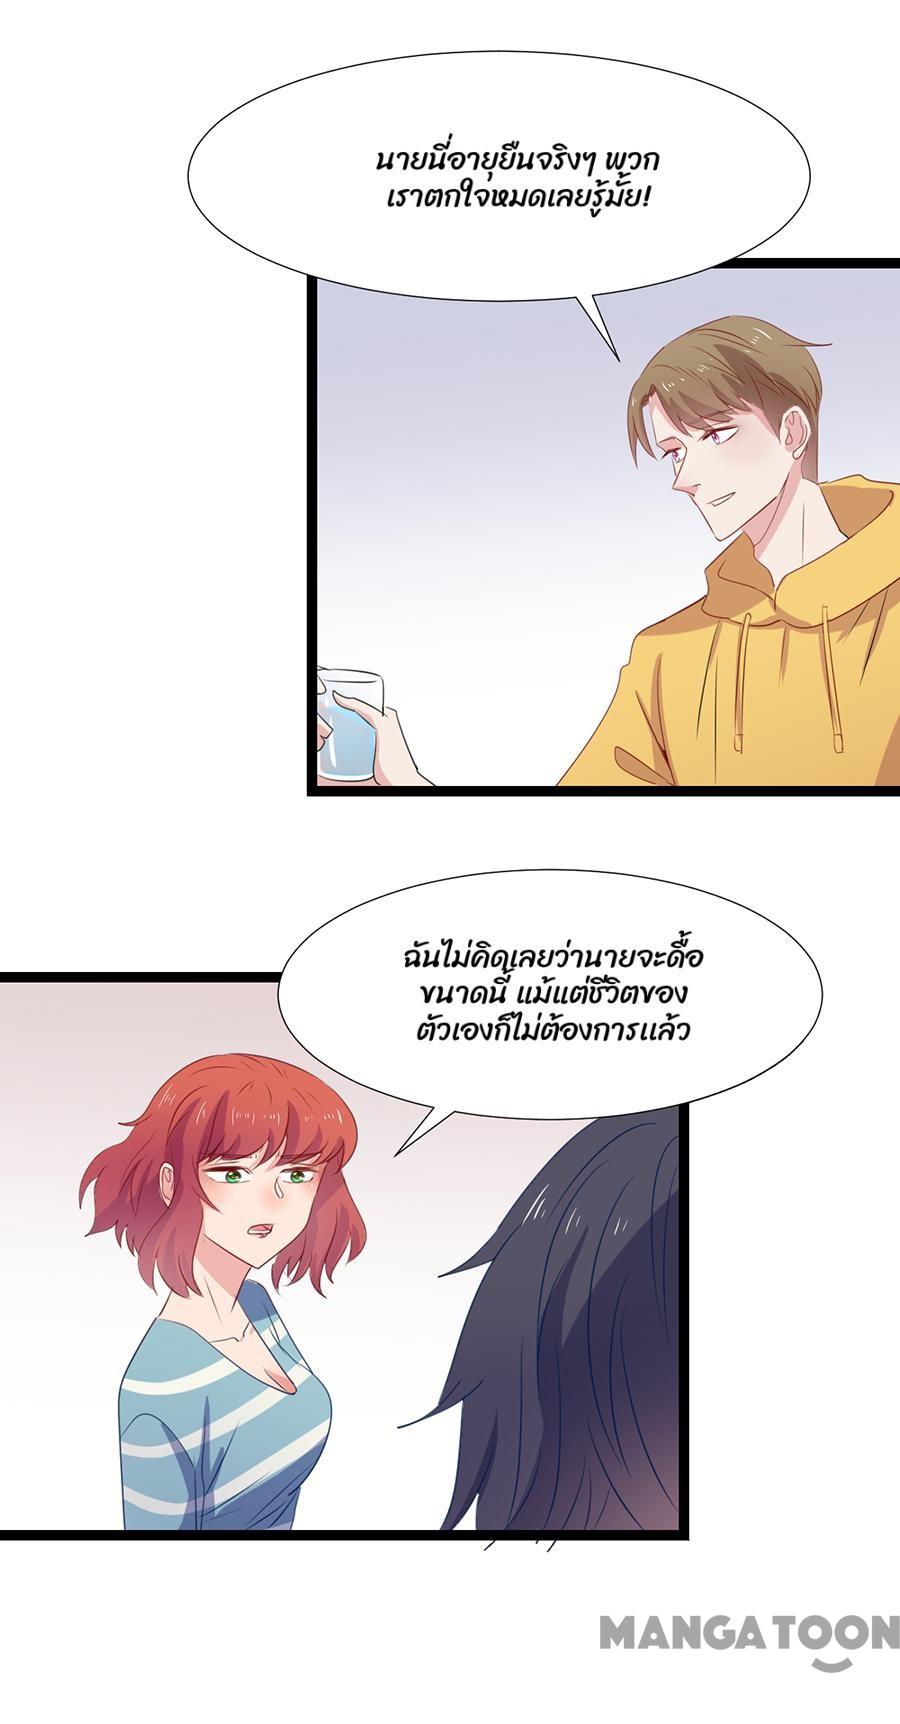 นายนี่อายุยืนจริงๆ พวก
เราตกใจหมดเลยรู้มั้ย!
ฉันไม่คิดเลยว่านายจะดื้อ
ขนาดนี้ แม้แต่ชีวิตของ
ตัวเองก็ไม่ต้องการแล้ว
MANGATOON